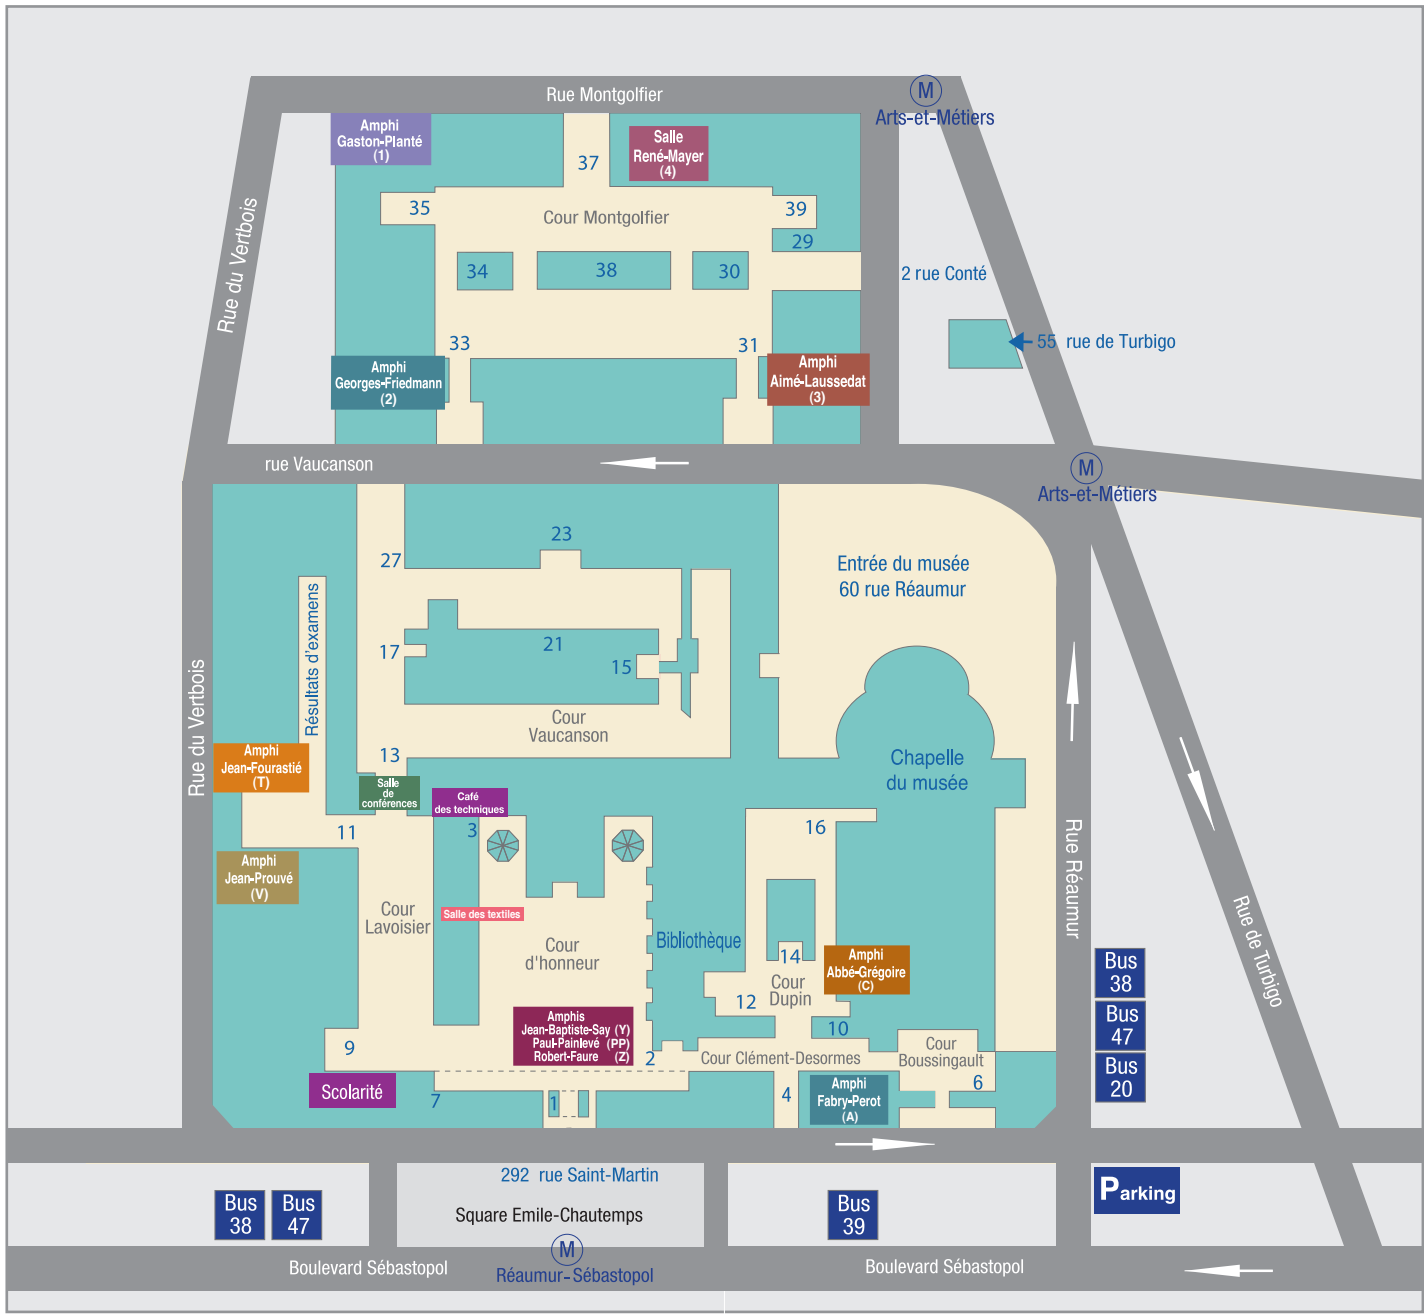 Rue Montgolfier
M
Arts-et-Métiers
Amphi
Gaston-Planté
(1)
Salle
René-Mayer
(4)
37
35
39
Cour Montgolfier
29
34
38
30
2 rue Conté
Rue du Vertbois
33
31
55 rue de Turbigo
Amphi
Georges-Friedmann
(2)
Amphi
Aimé-Laussedat
(3)
rue Vaucanson
M
Arts-et-Métiers
23
27
Entrée du musée
60 rue Réaumur
Résultats d'examens
17
21
15
Rue du Vertbois
Cour
Vaucanson
13
Amphi
Jean-Fourastié
(T)
Chapelle
du musée
Salle
de
conférences
Café
des techniques
11
3
16
Rue Réaumur
Amphi
Jean-Prouvé
(V)
Cour
Lavoisier
Salle des textiles
Cour
d'honneur
Bibliothèque
14
Amphi
Abbé-Grégoire
(C)
Rue de Turbigo
Cour
Dupin
12
Bus
38
Bus
47
Bus
20
Amphis
Jean-Baptiste-Say (Y)
Paul-Painlevé (PP)
Robert-Faure (Z)
10
9
2
Cour Clément-Desormes
Cour
Boussingault
Scolarité
7
1
4
Amphi
Fabry-Perot
(A)
6
292 rue Saint-Martin
Parking
Bus
38
Bus
47
Square Emile-Chautemps
Bus
39
M
Réaumur-Sébastopol
Boulevard Sébastopol
Boulevard Sébastopol